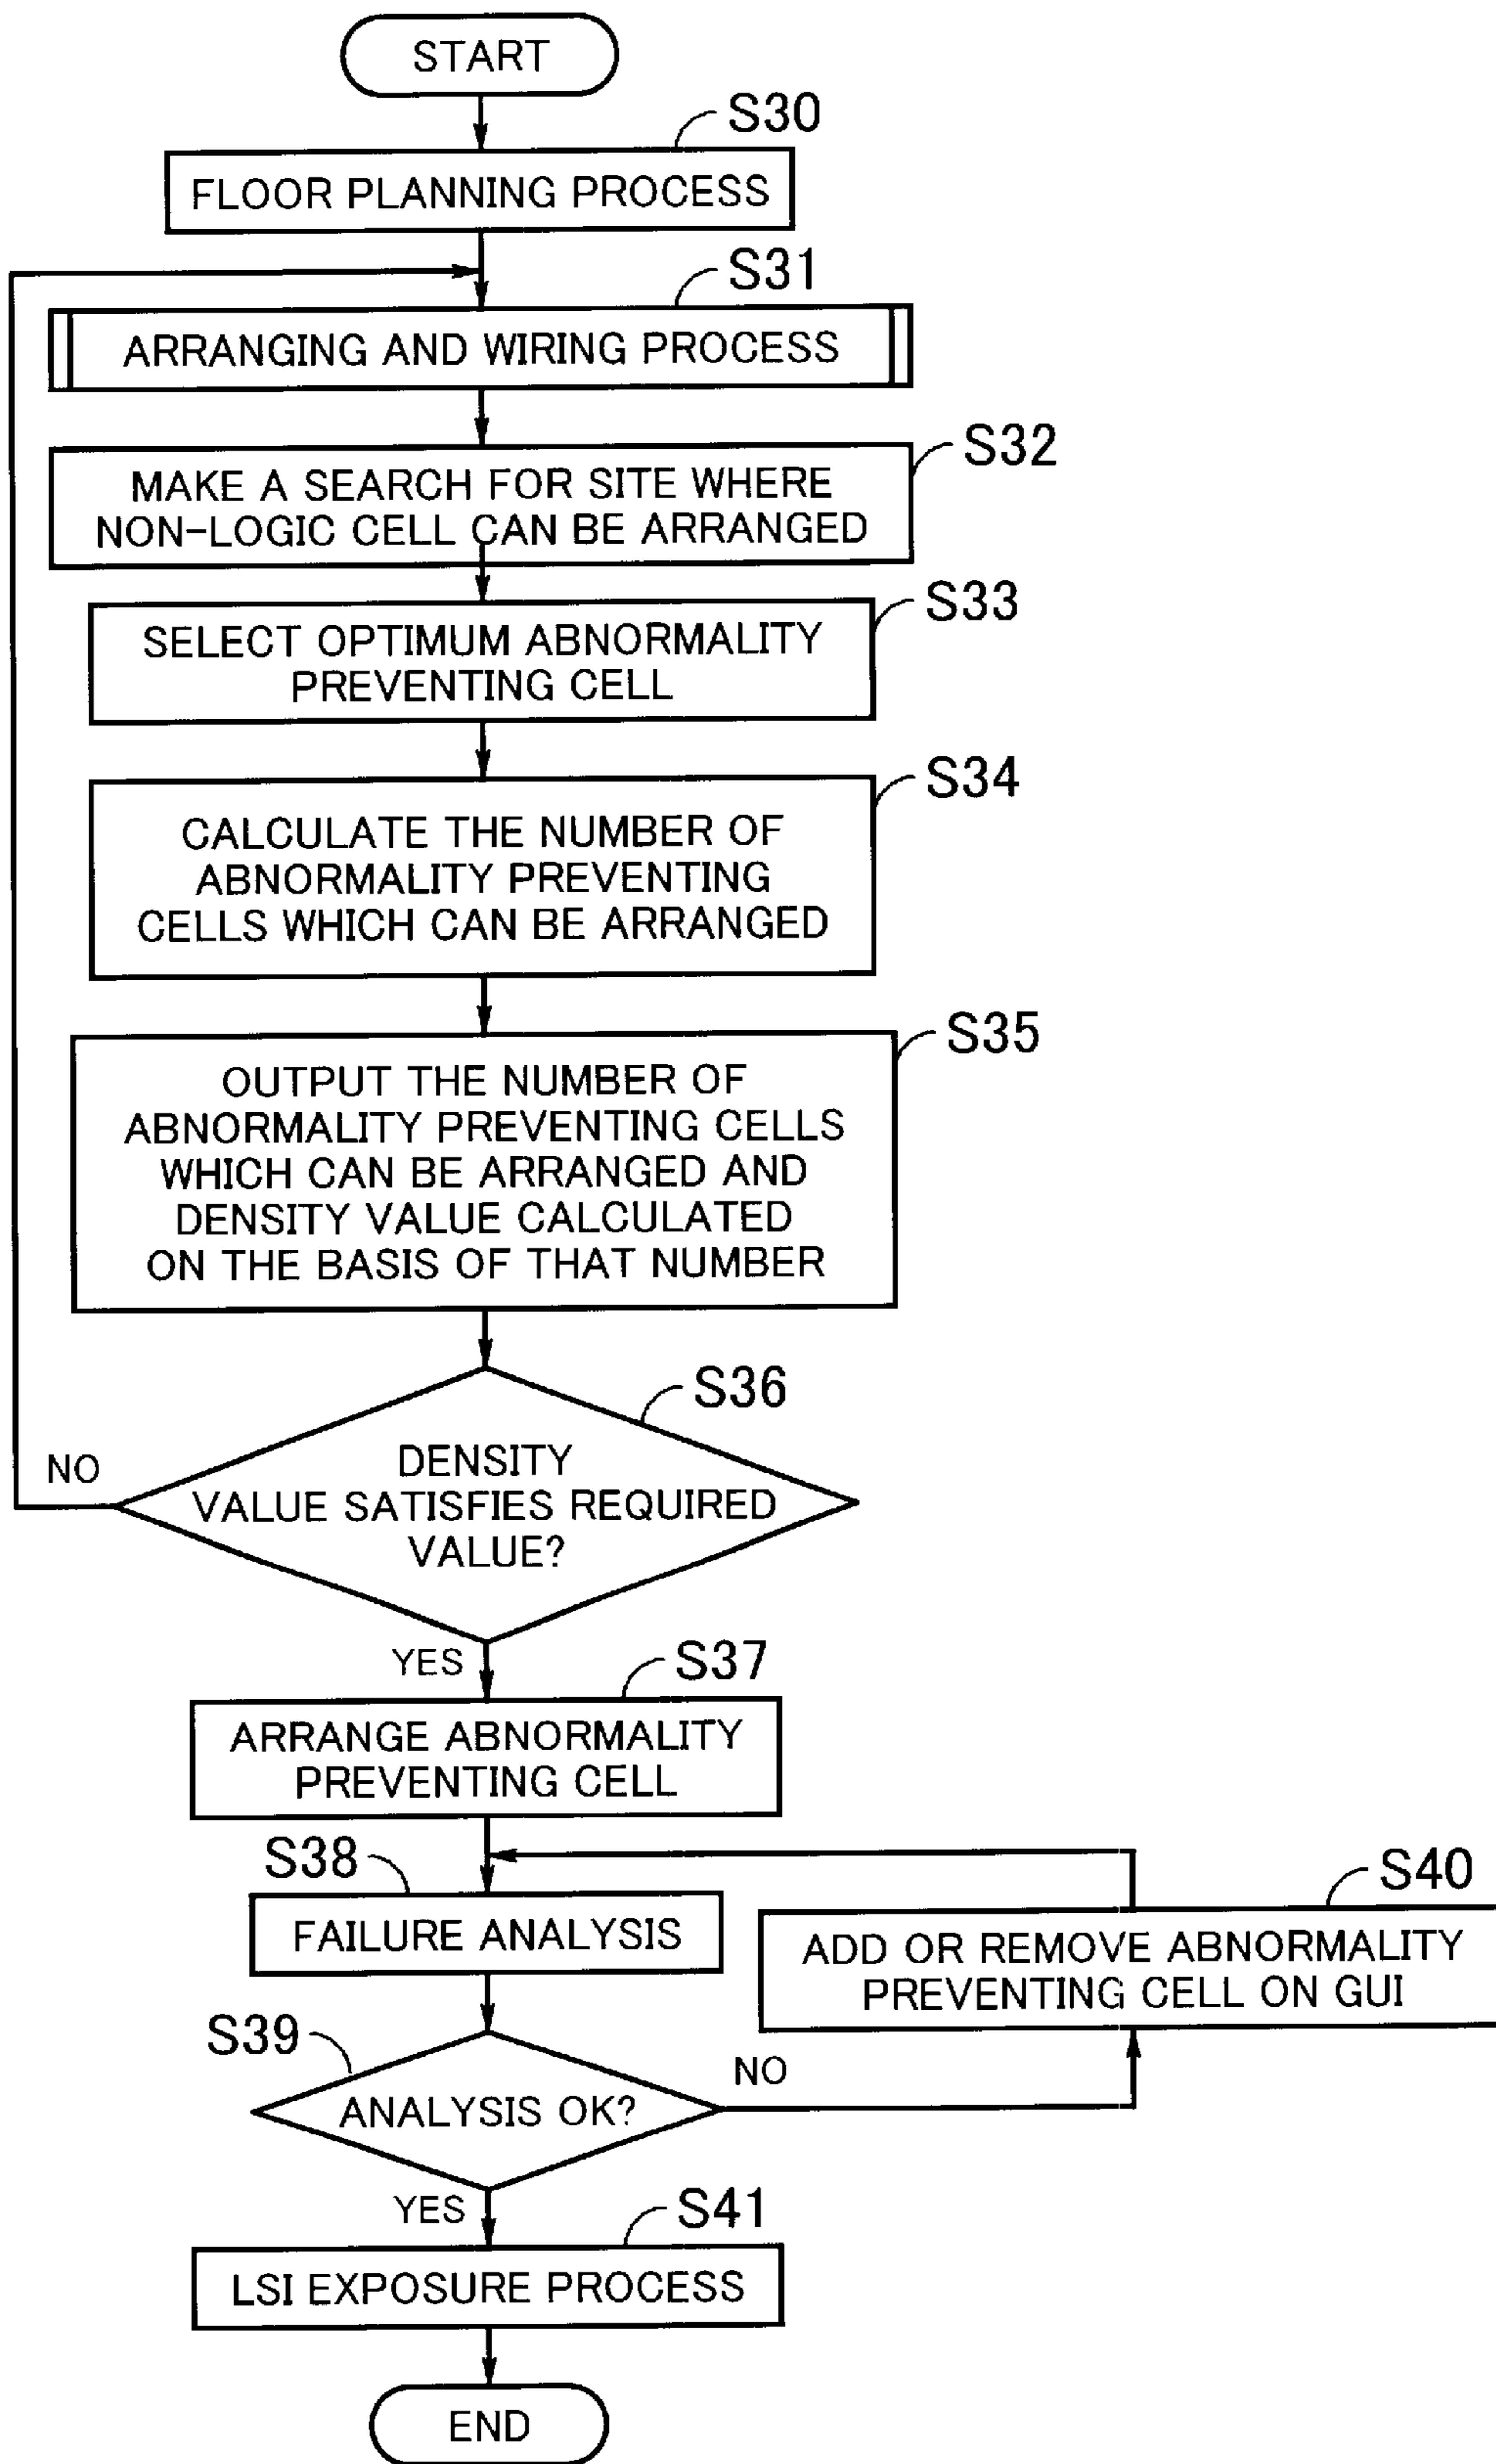 START
S30
FLOOR PLANNING PROCESS
S31
ARRANGING AND WIRING PROCESS
S32
MAKE A SEARCH FOR SITE WHERE
NON-LOGIC CELL CAN BE ARRANGED
S33
SELECT OPTIMUM ABNORMALITY
PREVENTING CELL
S34
CALCULATE THE NUMBER OF
ABNORMALITY PREVENTING
CELLS WHICH CAN BE ARRANGED
S35
OUTPUT THE NUMBER OF
ABNORMALITY PREVENTING CELLS
WHICH CAN BE ARRANGED AND
DENSITY VALUE CALCULATED
ON THE BASIS OF THAT NUMBER
S36
NO
DENSITY
VALUE SATISFIES REQUIRED
VALUE?
YES
S37
ARRANGE ABNORMALITY
PREVENTING CELL
S38
FAILURE ANALYSIS
S40
ADD OR REMOVE ABNORMALITY
PREVENTING CELL ON GUI
S39
ANALYSIS OK?
NO
YES
S41
LSI EXPOSURE PROCESS
END